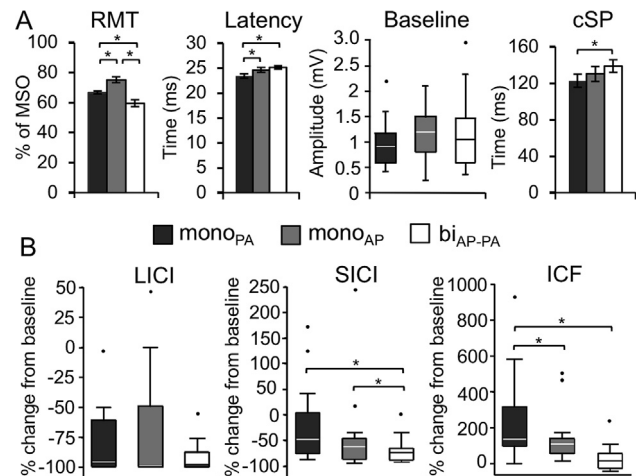 A
RMT
Latency
Baseline
cSP
% of MSO
100
80
60
40
20
0
*
*
*
Time (ms)
30
25
20
15
10
5
0
*
*
Amplitude (mV)
3.0
2.5
2.0
1.5
1
0.5
0
Time (ms)
160
120
80
40
0
*
monoPA
monoAP
biAP-PA
B
LICI
SICI
ICF
% change from baseline
50
25
0
-25
-50
-75
-100
% change from baseline
250
200
150
100
50
0
-50
-100
*
*
% change from baseline
1000
800
600
400
200
0
*
*